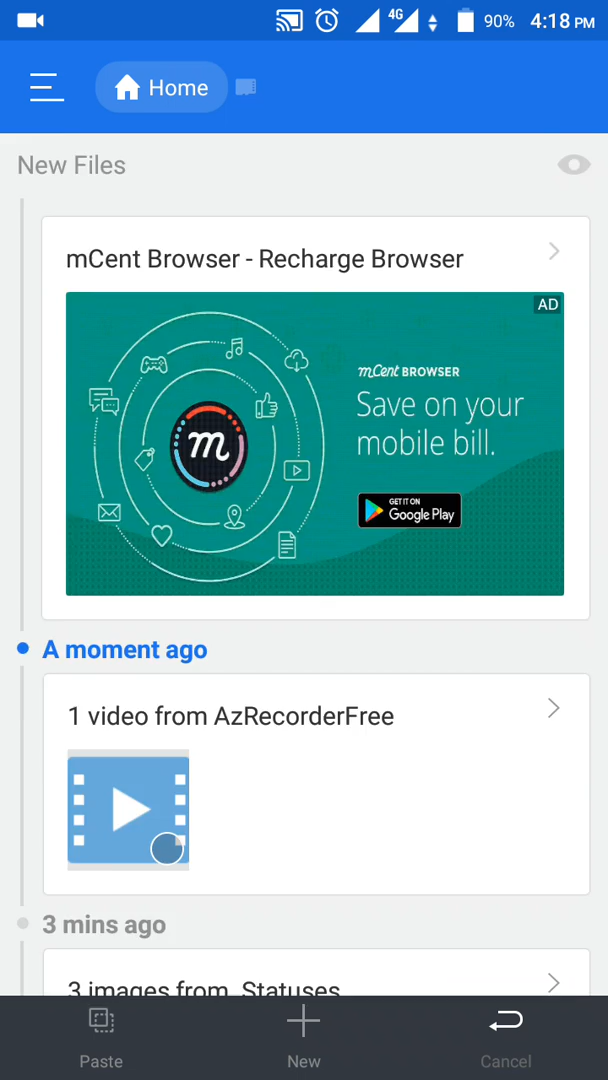 4G 90% 4:18 PM
Home
New Files
mCent Browser - Recharge Browser
AD
mCent BROWSER
Save on your
mobile bill.
m
GET IT ON
Google Play
A moment ago
1 video from AzRecorderFree
3 mins ago
3 images from .Statuses
Paste New Cancel